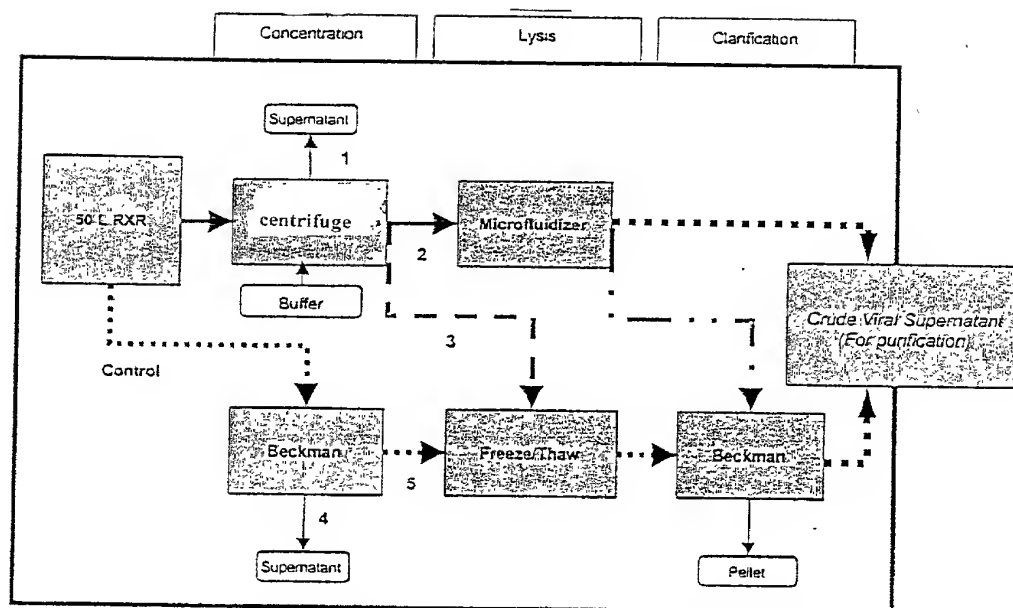 Concentration
Lysis
Clarification
Supernatant
1
50 L RXR
centrifuge
Microfluidizer
2
Buffer
3
Crude Viral Supernatant
(For purification)
Control
Beckman
Freeze/Thaw
Beckman
5
4
Supernatant
Pellet